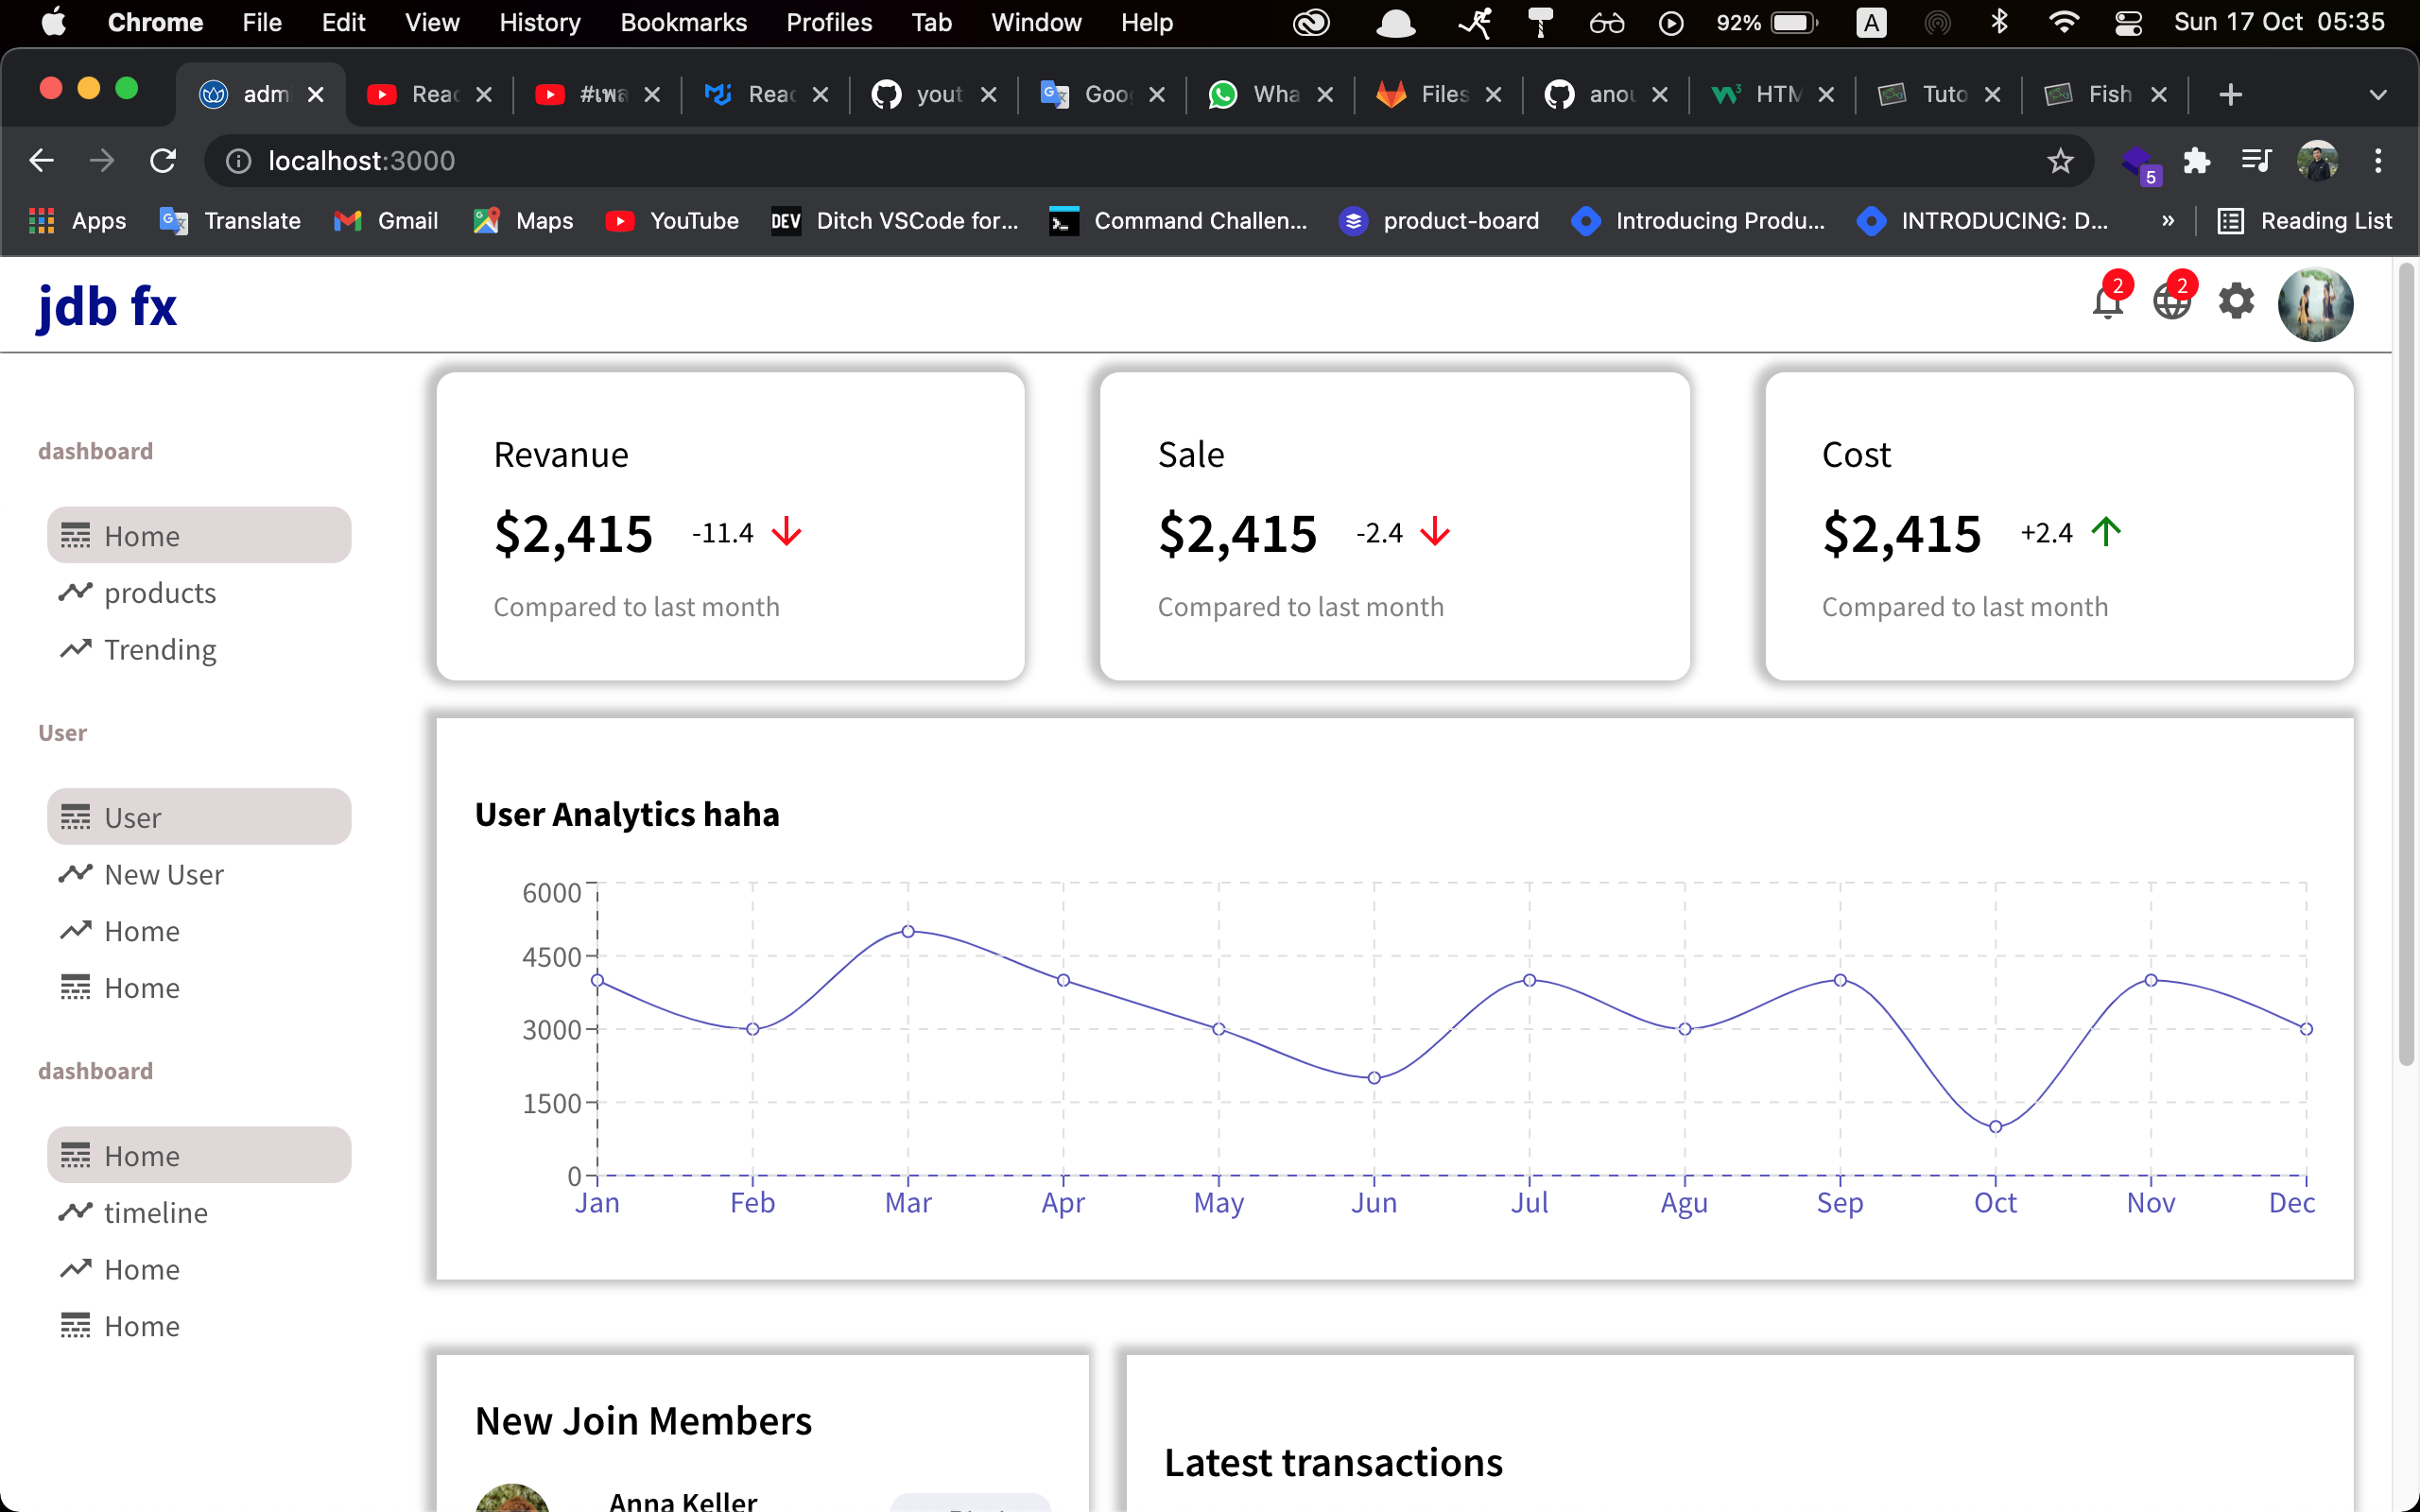 Chrome File Edit View History Bookmarks Profiles Tab Window Help 92% A Sun 17 Oct 05:35
adm Reac #เพล Reac yout Goo Wha Files anou HTM Tuto Fish
localhost:3000 5
Apps Translate Gmail Maps YouTube DEV Ditch VSCode for... Command Challen... product-board Introducing Produ... INTRODUCING: D... » Reading List
jdb fx 2 2
dashboard
Home
products
Trending
User
User
New User
Home
Home
dashboard
Home
timeline
Home
Home
Revanue
$2,415 -11.4
Compared to last month
Sale
$2,415 -2.4
Compared to last month
Cost
$2,415 +2.4
Compared to last month
User Analytics haha
6000
4500
3000
1500
0
Jan Feb Mar Apr May Jun Jul Agu Sep Oct Nov Dec
New Join Members
Anna Keller
Latest transactions